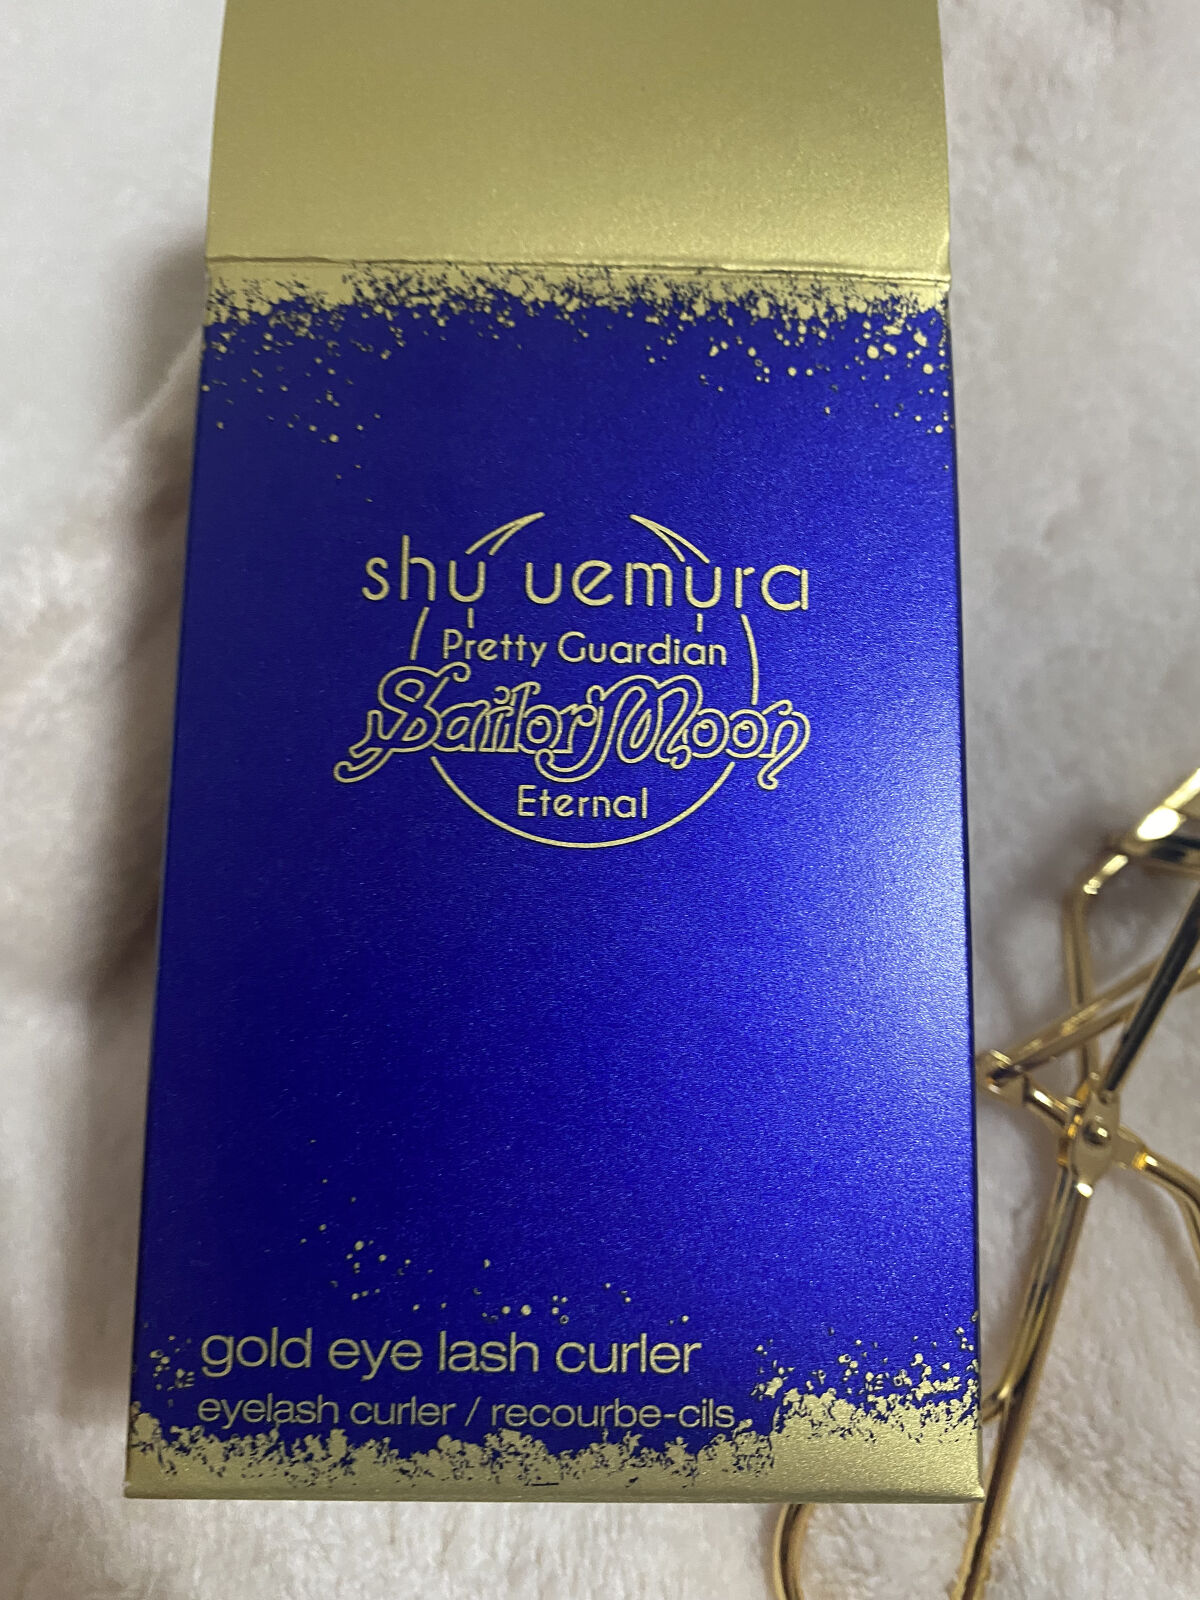 shu uemura
Pretty Guardian
Sailor Moon
Eternal
gold eye lash curler
eyelash curler / recourbe-cils